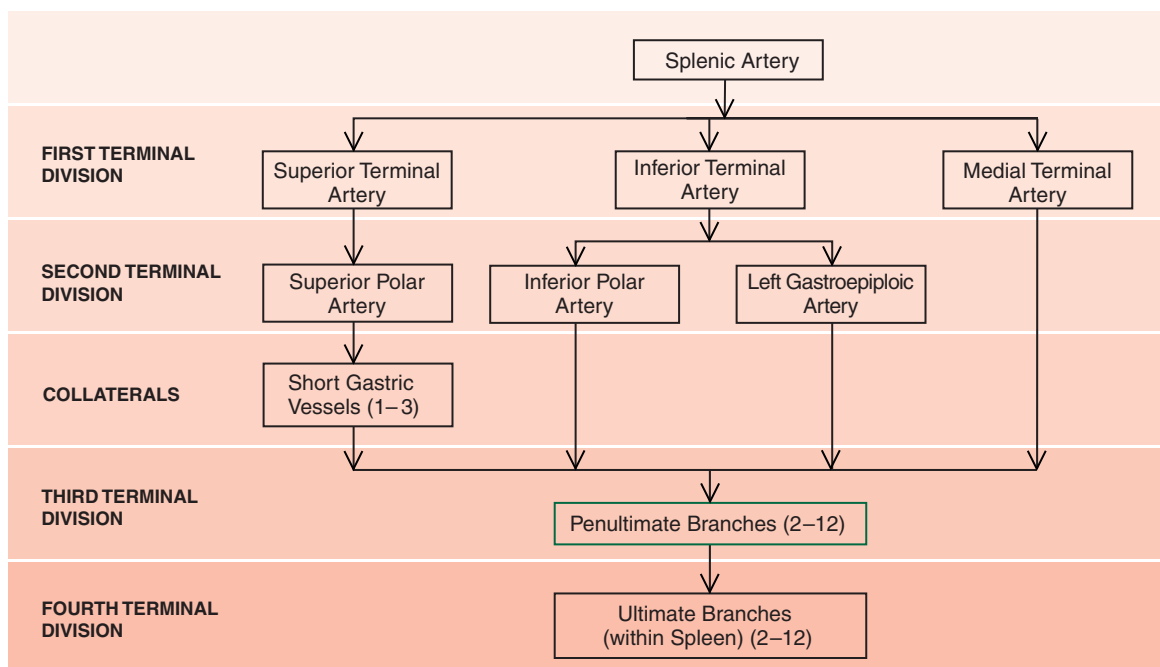 Splenic Artery
FIRST TERMINAL
DIVISION
Superior Terminal
Artery
Inferior Terminal
Artery
Medial Terminal
Artery
SECOND TERMINAL
DIVISION
Superior Polar
Artery
Inferior Polar
Artery
Left Gastroepiploic
Artery
COLLATERALS
Short Gastric
Vessels (1–3)
THIRD TERMINAL
DIVISION
Penultimate Branches (2–12)
FOURTH TERMINAL
DIVISION
Ultimate Branches
(within Spleen) (2–12)